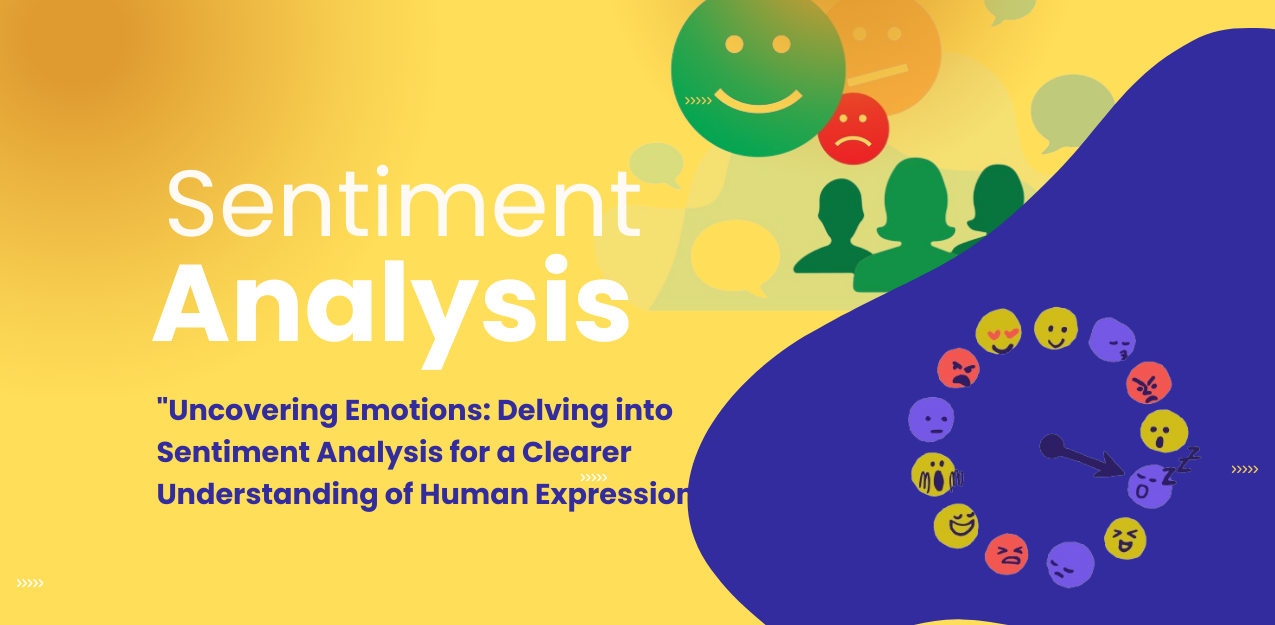 Sentiment
Analysis
"Uncovering Emotions: Delving into
Sentiment Analysis for a Clearer
Understanding of Human Expression
z z z